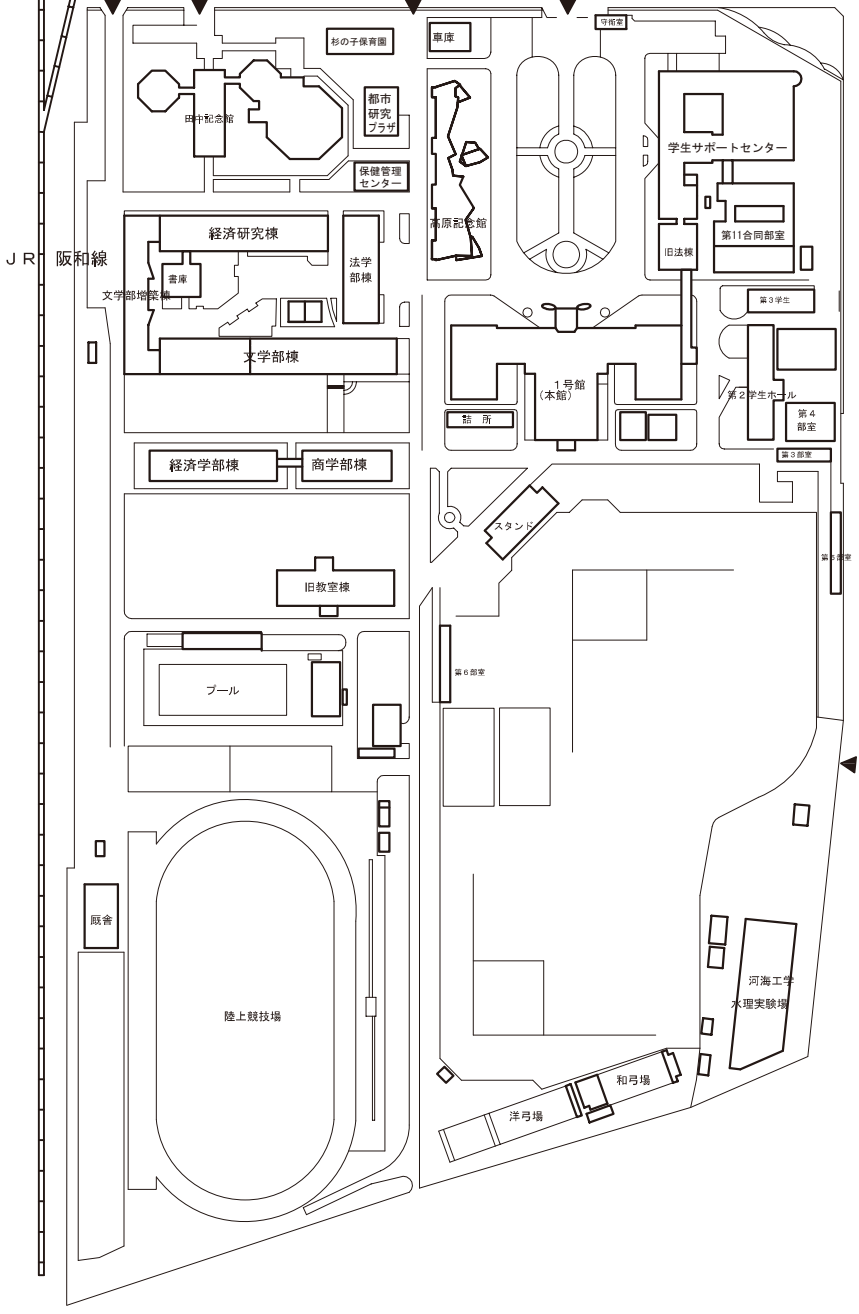 守衛室
杉の子保育園
車庫
都市
研究
プラザ
田中記念館
学生サポートセンター
保健管理
センター
高原記念館
経済研究棟
第11合同部室
法学
部棟
旧法棟
ＪＲ 阪和線
書庫
文学部増築棟
第３学生
文学部棟
１号館
(本館)
第２学生ホール
第４
部室
詰 所
第３部室
経済学部棟
商学部棟
スタンド
第５部室
旧教室棟
第６部室
プール
厩舎
河海工学
水理実験場
陸上競技場
和弓場
洋弓場